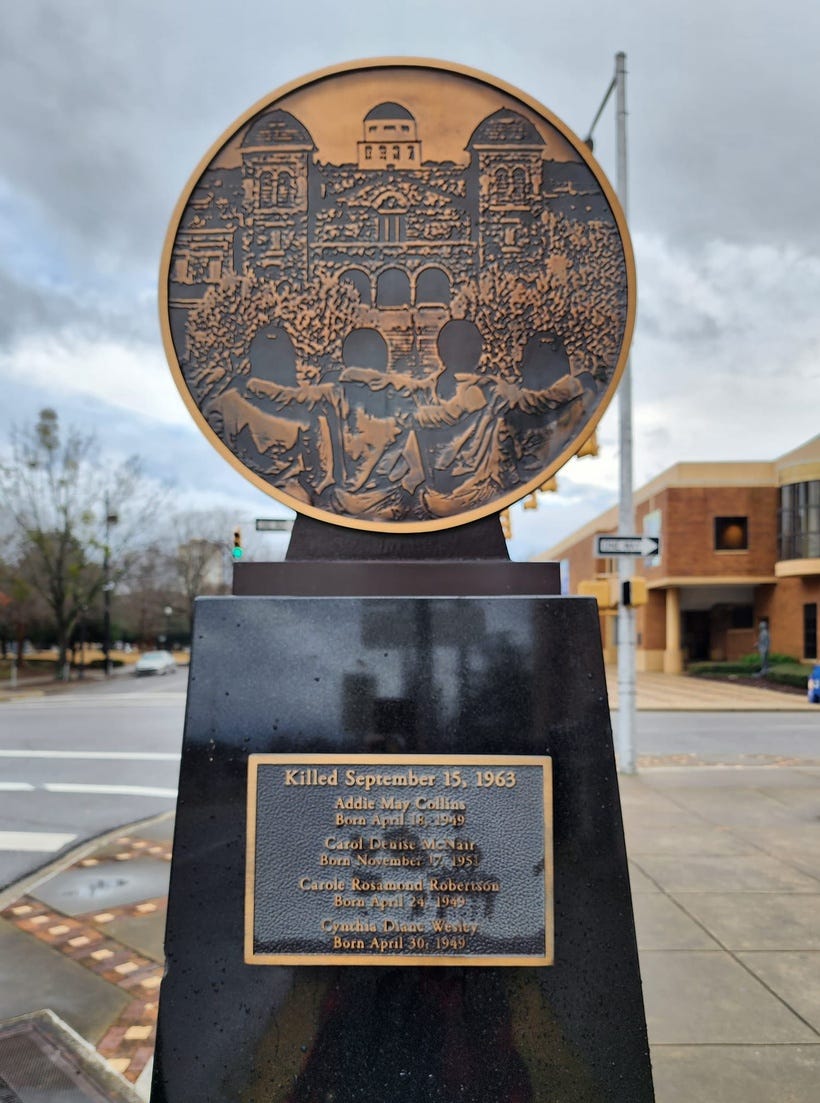 ONE WAY
Killed September 15, 1963
Addie May Collins
Born April 18, 1949
Carol Denise McNair
Born November 17, 1951
Carole Rosamond Robertson
Born April 24, 1949
Cynthia Diane Wesley
Born April 30, 1949